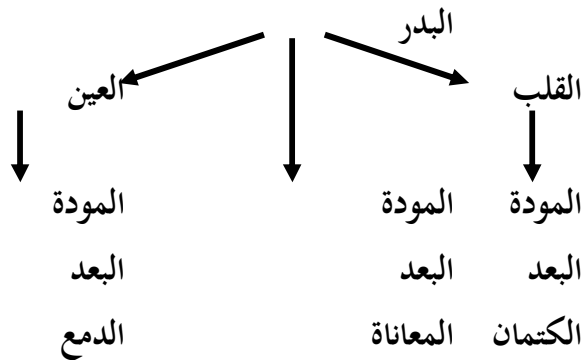 البدر
القلب العين
المودة المودة المودة
البعد البعد البعد
الكتمان المعاناة الدمع